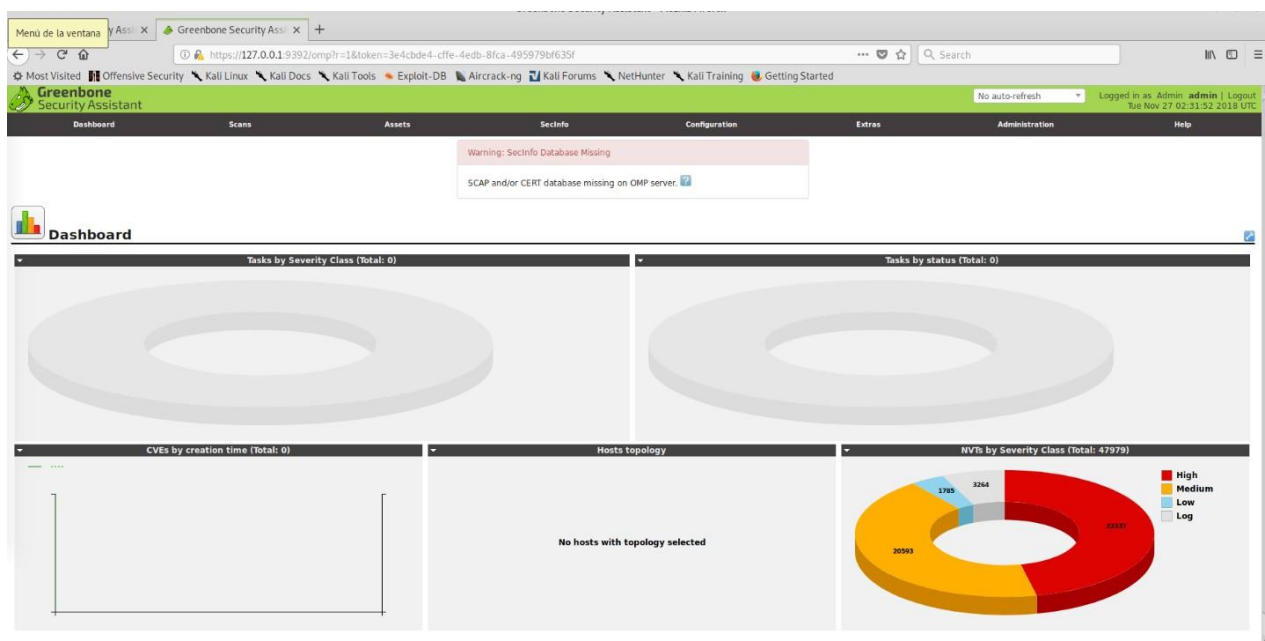 Menú de la ventana
y Assi ×
Greenbone Security Assi × +
https://127.0.0.1:9392/omp?r=1&token=3e4cbde4-cffe-4edb-8fca-495979bf635f
Search
Most Visited Offensive Security Kali Linux Kali Docs Kali Tools Exploit-DB Aircrack-ng Kali Forums NetHunter Kali Training Getting Started
Greenbone
Security Assistant
No auto-refresh
Logged in as Admin admin | Logout
Tue Nov 27 02:31:52 2018 UTC
Dashboard Scans Assets SecInfo Configuration Extras Administration Help
Warning: SecInfo Database Missing
SCAP and/or CERT database missing on OMP server.
Dashboard
Tasks by Severity Class (Total: 0)
Tasks by status (Total: 0)
CVEs by creation time (Total: 0)
Hosts topology
No hosts with topology selected
NVTs by Severity Class (Total: 47979)
1785
3264
20593
High
Medium
Low
Log